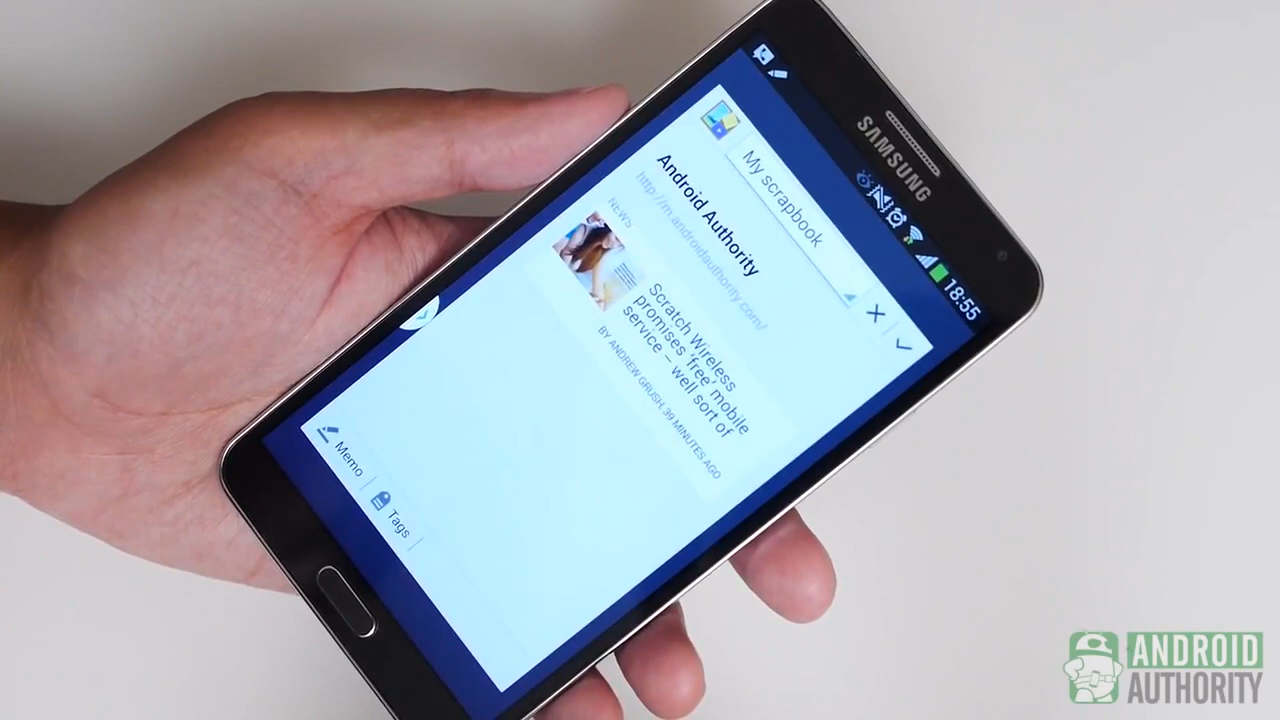 SAMSUNG
18:55
My scrapbook
Android Authority
http://m.androidauthority.com/
NEWS
Scratch Wireless
promises 'free' mobile
service – well sort of
BY ANDREW GRUSH, 39 MINUTES AGO
Memo
Tags
ANDROID
AUTHORITY